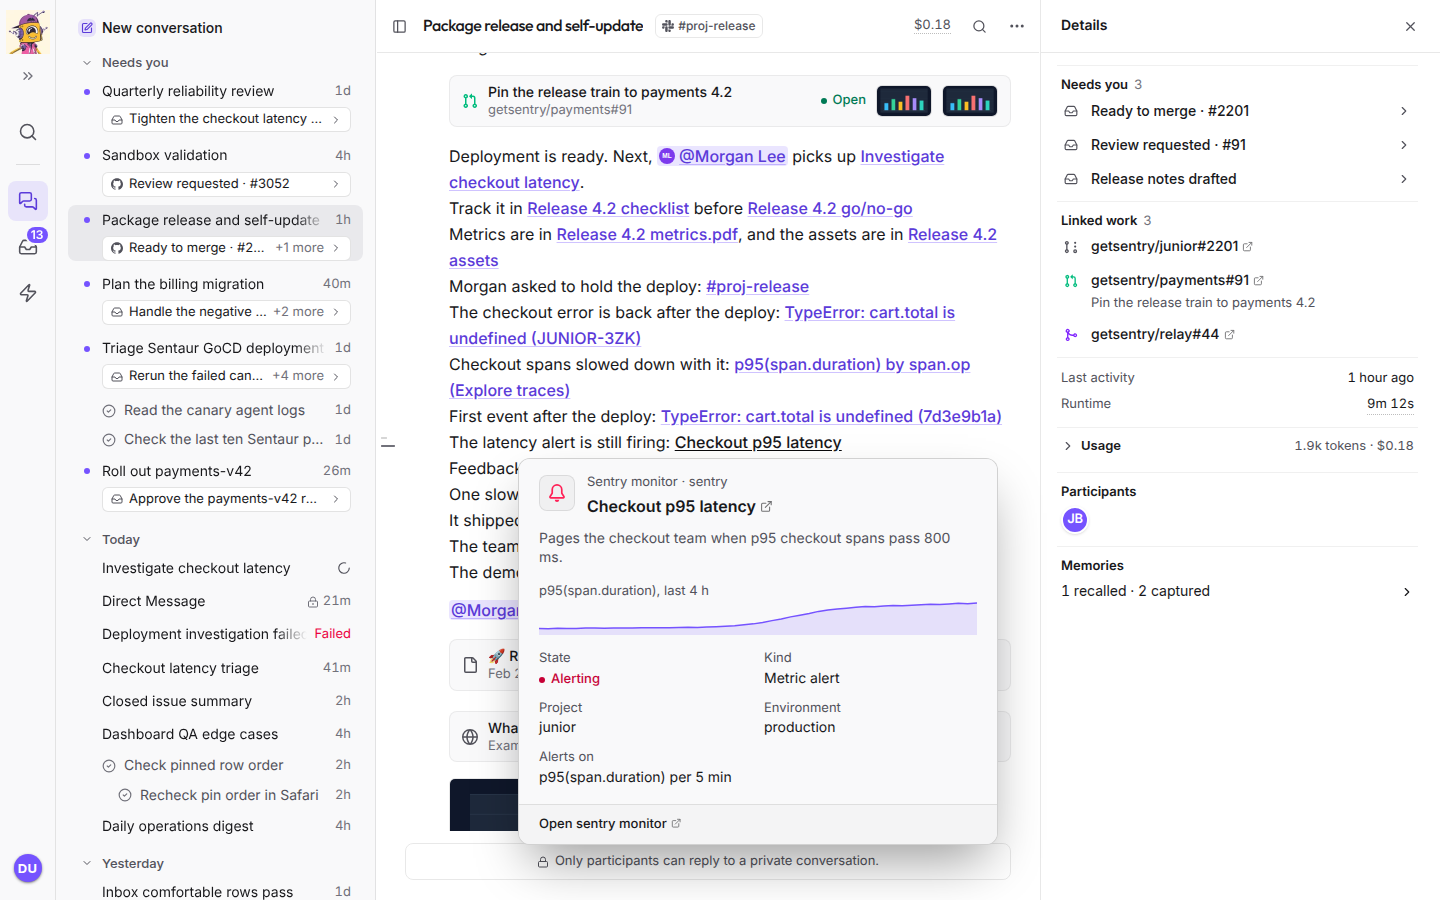 New conversation
Needs you
Quarterly reliability review 1d
Tighten the checkout latency ...
Sandbox validation 4h
Review requested · #3052
Package release and self-update 1h
Ready to merge · #2... +1 more
13
Plan the billing migration 40m
Handle the negative ... +2 more
Triage Sentaur GoCD deployment 1d
Rerun the failed can... +4 more
Read the canary agent logs 1d
Check the last ten Sentaur p... 1d
Roll out payments-v42 26m
Approve the payments-v42 r...
Today
Investigate checkout latency
Direct Message 21m
Deployment investigation failed Failed
Checkout latency triage 41m
Closed issue summary 2h
Dashboard QA edge cases 4h
Check pinned row order 2h
Recheck pin order in Safari 2h
Daily operations digest 4h
Yesterday
Inbox comfortable rows pass 1d
DU
Package release and self-update #proj-release $0.18
Pin the release train to payments 4.2
getsentry/payments#91
Open
Deployment is ready. Next, ML @Morgan Lee picks up Investigate
checkout latency.
Track it in Release 4.2 checklist before Release 4.2 go/no-go
Metrics are in Release 4.2 metrics.pdf, and the assets are in Release 4.2
assets
Morgan asked to hold the deploy: #proj-release
The checkout error is back after the deploy: TypeError: cart.total is
undefined (JUNIOR-3ZK)
Checkout spans slowed down with it: p95(span.duration) by span.op
(Explore traces)
First event after the deploy: TypeError: cart.total is undefined (7d3e9b1a)
The latency alert is still firing: Checkout p95 latency
Feedback
One slow
It shipped
The team
The demo
@Morgan
R
Feb 2
Wha
Exam
Sentry monitor · sentry
Checkout p95 latency
Pages the checkout team when p95 checkout spans pass 800
ms.
p95(span.duration), last 4 h
State Kind
Alerting Metric alert
Project Environment
junior production
Alerts on
p95(span.duration) per 5 min
Open sentry monitor
Only participants can reply to a private conversation.
Details
Needs you 3
Ready to merge · #2201
Review requested · #91
Release notes drafted
Linked work 3
getsentry/junior#2201
getsentry/payments#91
Pin the release train to payments 4.2
getsentry/relay#44
Last activity 1 hour ago
Runtime 9m 12s
Usage 1.9k tokens · $0.18
Participants
JB
Memories
1 recalled · 2 captured